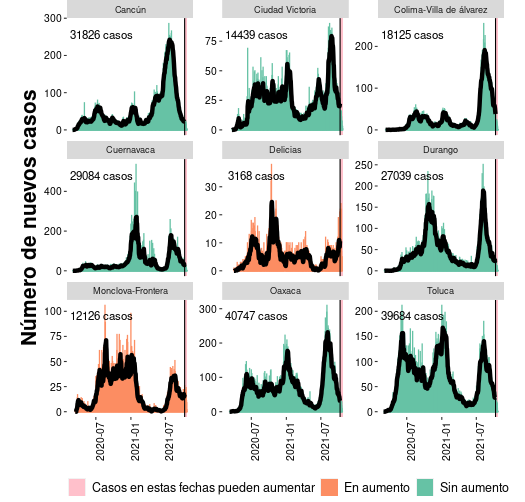 Número de nuevos casos
Cancún
31826 casos
300
200
100
0
Ciudad Victoria
14439 casos
75
50
25
0
Colima-Villa de álvarez
18125 casos
200
100
0
Cuernavaca
29084 casos
400
200
0
Delicias
3168 casos
30
20
10
0
Durango
27039 casos
250
200
150
100
50
0
Monclova-Frontera
12126 casos
100
75
50
25
0
2020-07
2021-01
2021-07
Oaxaca
40747 casos
300
200
100
0
2020-07
2021-01
2021-07
Toluca
39684 casos
200
150
100
50
0
2020-07
2021-01
2021-07
Casos en estas fechas pueden aumentar
En aumento
Sin aumento